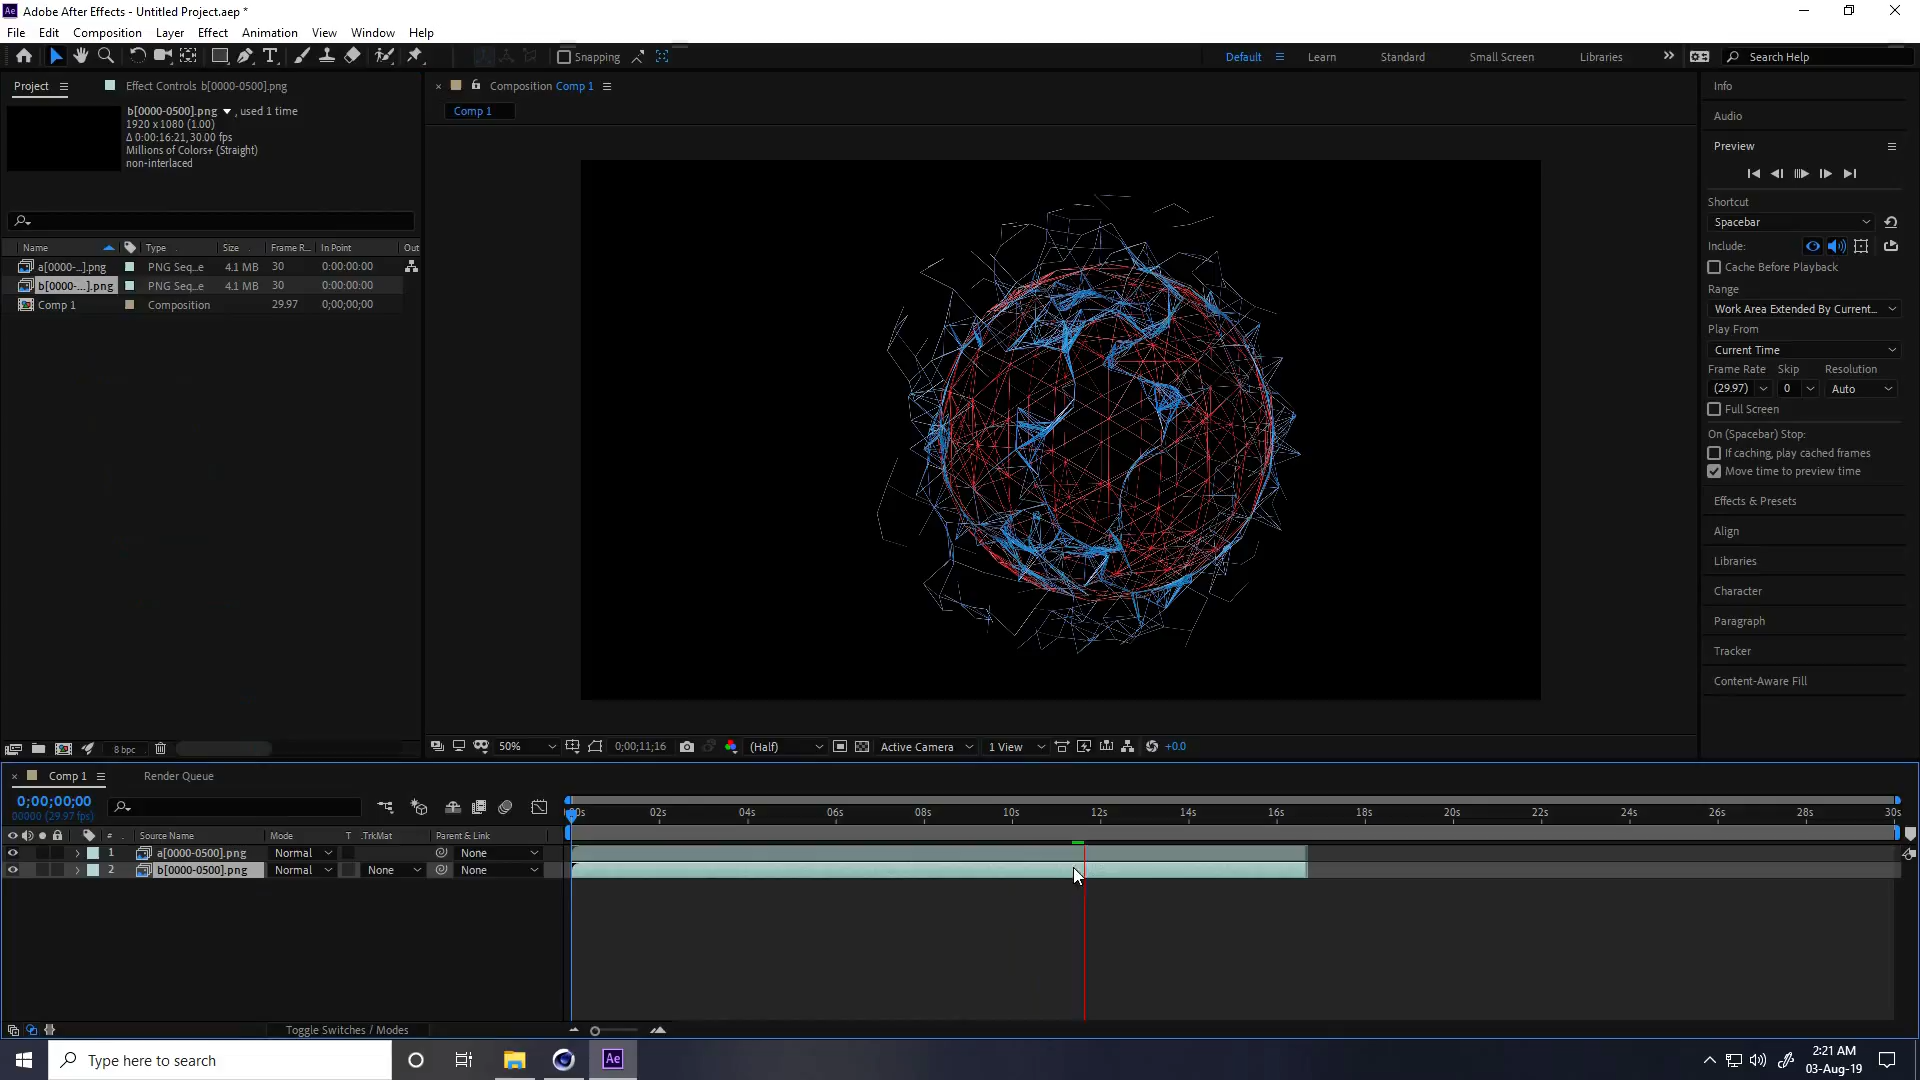 Adobe After Effects - Untitled Project.aep *
File Edit Composition Layer Effect Animation View Window Help
Snapping
Default Learn Standard Small Screen Libraries Search Help
Project Effect Controls b[0000-0500].png
b[0000-0500].png , used 1 time
1920 x 1080 (1.00)
Δ 0:00:16:21, 30.00 fps
Millions of Colors+ (Straight)
non-interlaced
Name Type Size Frame R... In Point Out
a[0000-...].png PNG Seq...e 4.1 MB 30 0:00:00:00
b[0000-...].png PNG Seq...e 4.1 MB 30 0:00:00:00
Comp 1 Composition 29.97 0;00;00;00
8 bpc
Composition Comp 1
Comp 1
50% 0;00;11;16 (Half) Active Camera 1 View +0.0
Info
Audio
Preview
Shortcut
Spacebar
Include:
Cache Before Playback
Range
Work Area Extended By Current...
Play From
Current Time
Frame Rate Skip Resolution
(29.97) 0 Auto
Full Screen
On (Spacebar) Stop:
If caching, play cached frames
Move time to preview time
Effects & Presets
Align
Libraries
Character
Paragraph
Tracker
Content-Aware Fill
Comp 1 Render Queue
0;00;00;00
00000 (29.97 fps)
:00s 02s 04s 06s 08s 10s 12s 14s 16s 18s 20s 22s 24s 26s 28s 30s
# Source Name Mode T .TrkMat Parent & Link
1 a[0000-0500].png Normal None
2 b[0000-0500].png Normal None None
Toggle Switches / Modes
Type here to search
Ae
2:21 AM
03-Aug-19